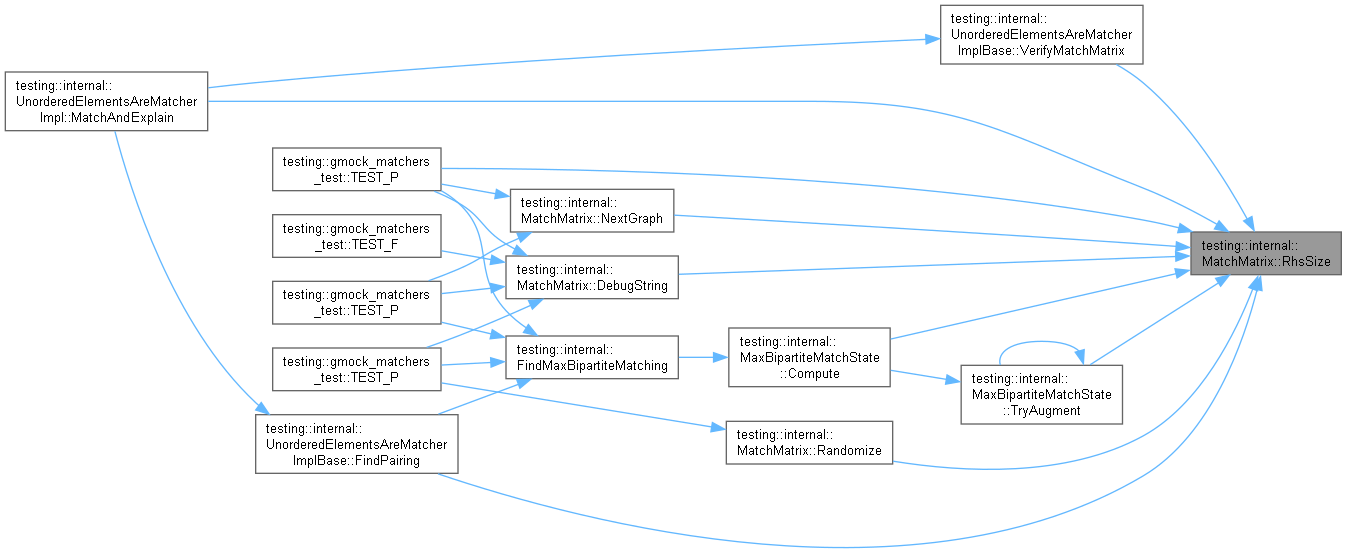 testing::internal::
UnorderedElementsAreMatcher
ImplBase::VerifyMatchMatrix
testing::internal::
UnorderedElementsAreMatcher
Impl::MatchAndExplain
testing::gmock_matchers
_test::TEST_P
testing::internal::
MatchMatrix::NextGraph
testing::gmock_matchers
_test::TEST_F
testing::internal::
MatchMatrix::RhsSize
testing::internal::
MatchMatrix::DebugString
testing::gmock_matchers
_test::TEST_P
testing::internal::
FindMaxBipartiteMatching
testing::internal::
MaxBipartiteMatchState
::Compute
testing::gmock_matchers
_test::TEST_P
testing::internal::
MaxBipartiteMatchState
::TryAugment
testing::internal::
UnorderedElementsAreMatcher
ImplBase::FindPairing
testing::internal::
MatchMatrix::Randomize